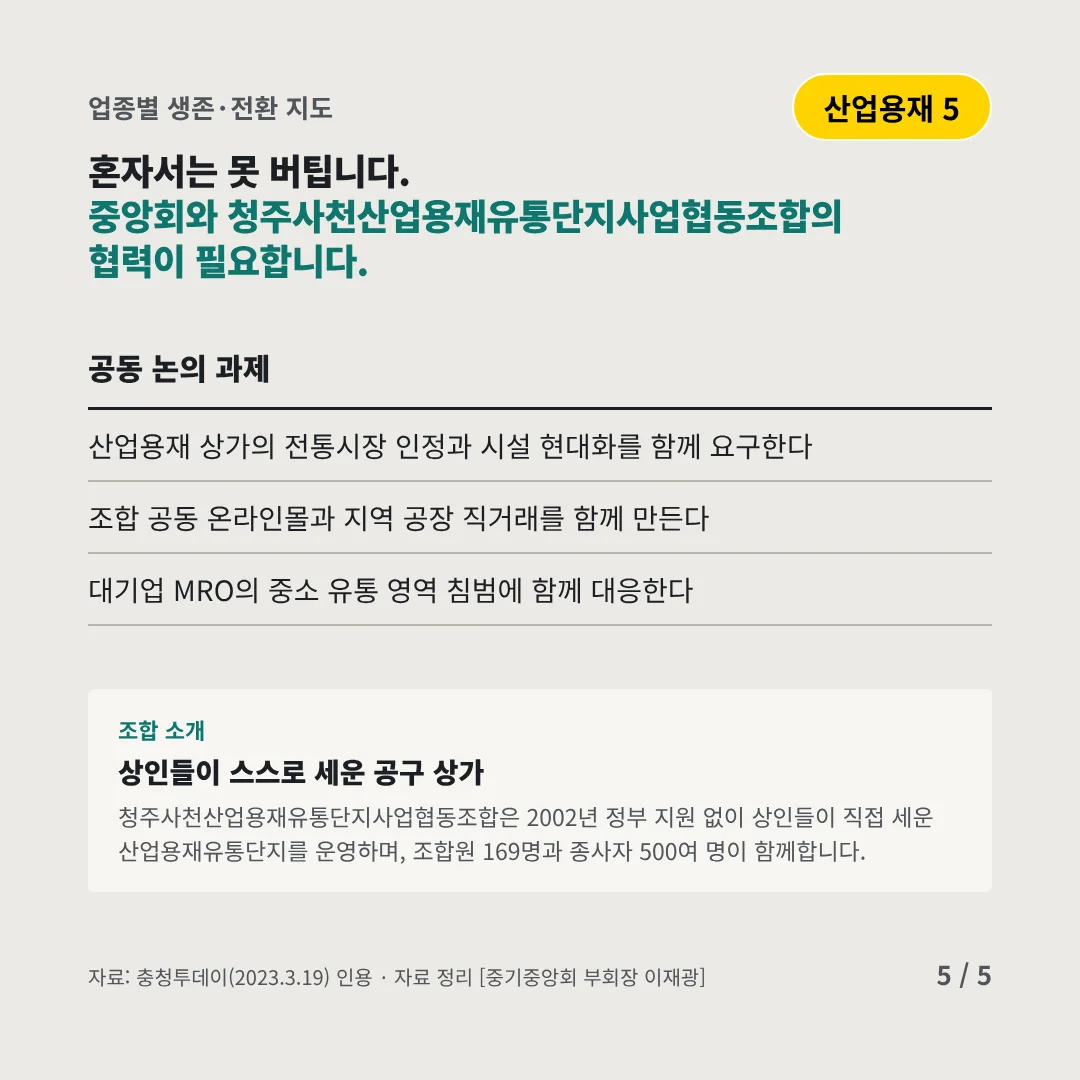 업종별 생존·전환 지도
산업용재 5
혼자서는 못 버팁니다.
중앙회와 청주사천산업용재유통단지사업협동조합의
협력이 필요합니다.
공동 논의 과제
산업용재 상가의 전통시장 인정과 시설 현대화를 함께 요구한다
조합 공동 온라인몰과 지역 공장 직거래를 함께 만든다
대기업 MRO의 중소 유통 영역 침범에 함께 대응한다
조합 소개
상인들이 스스로 세운 공구 상가
청주사천산업용재유통단지사업협동조합은 2002년 정부 지원 없이 상인들이 직접 세운
산업용재유통단지를 운영하며, 조합원 169명과 종사자 500여 명이 함께합니다.
자료: 충청투데이(2023.3.19) 인용 · 자료 정리 [중기중앙회 부회장 이재광]
5 / 5